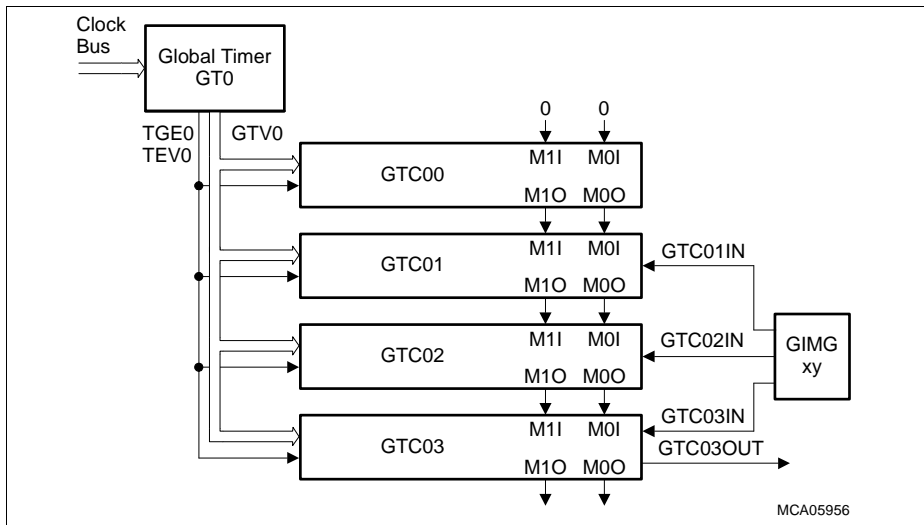 Clock
Bus
Global Timer
GT0
TGE0
TEV0
GTV0
0 0
M1I M0I
GTC00
M1O M0O
M1I M0I
GTC01
M1O M0O
GTC01IN
M1I M0I
GTC02
M1O M0O
GTC02IN
GIMG
xy
M1I M0I
GTC03
M1O M0O
GTC03IN
GTC03OUT
MCA05956